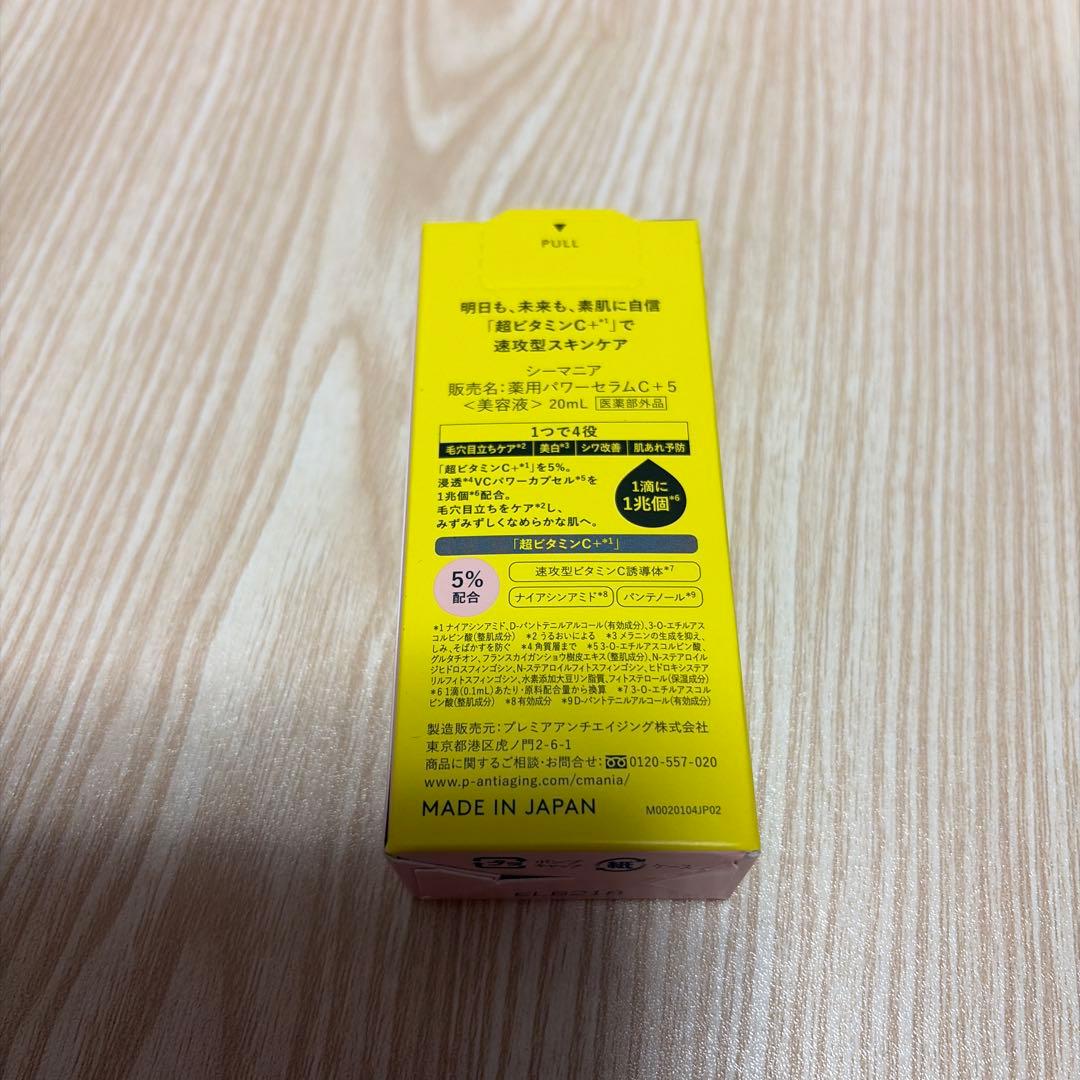 PULL
明日も、未来も、素肌に自信
「超ビタミンC+*1」で
速攻型スキンケア
シーマニア
販売名:薬用パワーセラムC+5
<美容液> 20mL 医薬部外品
1つで4役
毛穴目立ちケア*2 美白*3 シワ改善 肌あれ予防
「超ビタミンC+*1」を5%。
浸透*4VCパワーカプセル*5を
1兆個*6配合。
毛穴目立ちをケア*2し、
みずみずしくなめらかな肌へ。
1滴に
1兆個*6
「超ビタミンC+*1」
5%
配合
速攻型ビタミンC誘導体*7
ナイアシンアミド*8 パンテノール*9
*1 ナイアシンアミド、D-パントテニルアルコール(有効成分)、3-O-エチルアス
コルビン酸(整肌成分) *2 うるおいによる *3 メラニンの生成を抑え、
しみ、そばかすを防ぐ *4 角質層まで *5 3-O-エチルアスコルビン酸、
グルタチオン、フランスカイガンショウ樹皮エキス(整肌成分)、N-ステアロイル
ジヒドロスフィンゴシン、N-ステアロイルフィトスフィンゴシン、ヒドロキシステア
リルフィトスフィンゴシン、水素添加大豆リン脂質、フィトステロール(保湿成分)
*6 1滴(0.1mL)あたり・原料配合量から換算 *7 3-O-エチルアスコル
ビン酸(整肌成分) *8 有効成分 *9 D-パントテニルアルコール(有効成分)
製造販売元:プレミアアンチエイジング株式会社
東京都港区虎ノ門2-6-1
商品に関するご相談・お問合せ:0120-557-020
www.p-antiaging.com/cmania/
MADE IN JAPAN M0020104JP02
プラ ポンプ キャップ 紙 ケース